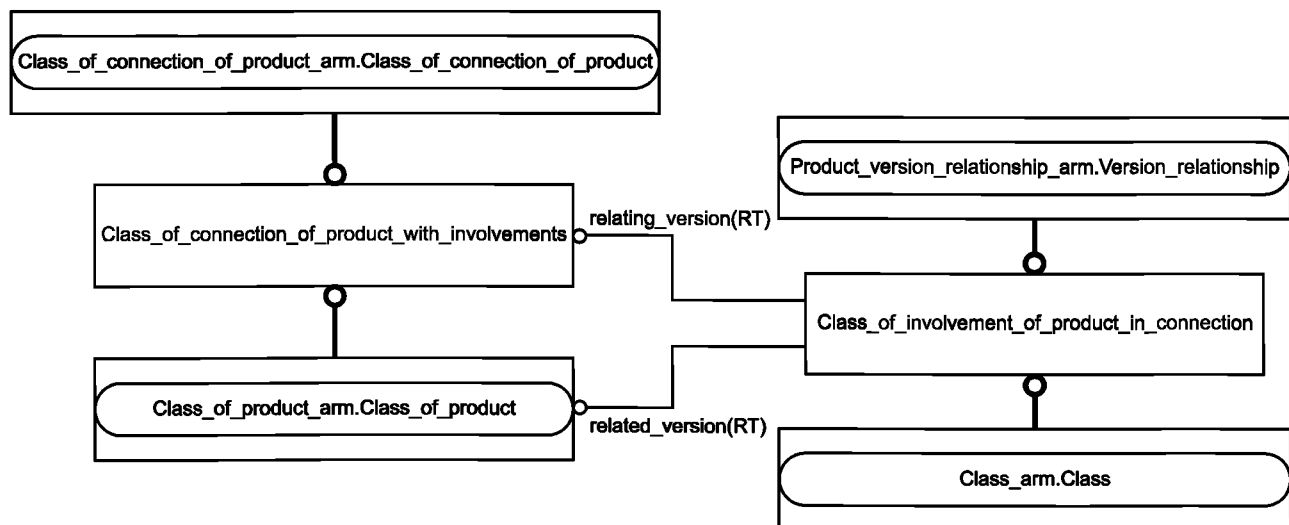 Class_of_connection_of_product_arm.Class_of_connection_of_product
Product_version_relationship_arm.Version_relationship
relating_version(RT)
Class_of_connection_of_product_with_involvements
Class_of_involvement_of_product_in_connection
Class_of_product_arm.Class_of_product
related_version(RT)
Class_arm.Class